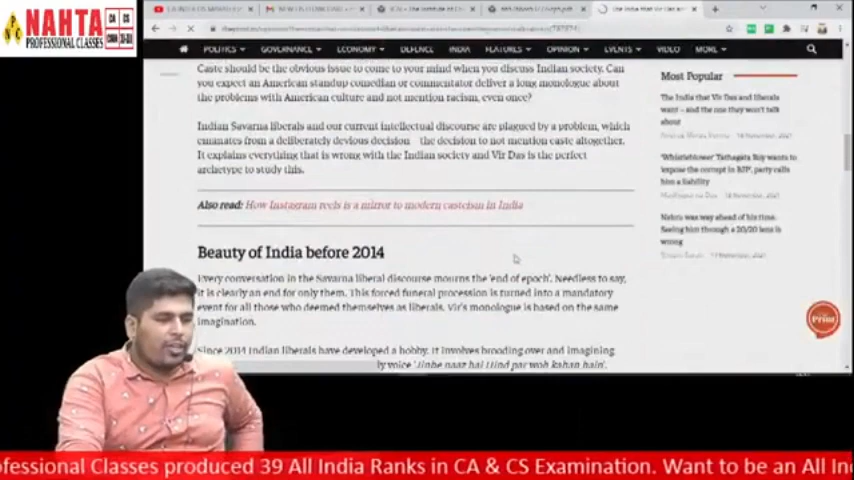 NAHTA
PROFESSIONAL CLASSES
CA
CS
POLITICS
GOVERNANCE
ECONOMY
DEFENCE
INDIA
FEATURES
OPINION
EVENTS
VIDEO
MORE
Caste should be the obvious issue to come to your mind when you discuss Indian society. Can
you expect an American standup comedian or commentator deliver a long monologue about
the problems with American culture and not mention racism, even once?
Indian Savarna liberals and our current intellectual discourse are plagued by a problem, which
emanates from a deliberately devious decision – the decision to not mention caste altogether.
It explains everything that is wrong with the Indian society and Vir Das is the perfect
archetype to study this.
Also read: How Instagram reels is a mirror to modern casteism in India
Beauty of India before 2014
Every conversation in the Savarna liberal discourse mourns the 'end of epoch'. Needless to say,
it is clearly an end for only them. This forced funeral procession is turned into a mandatory
event for all those who deemed themselves as liberals. Vir's monologue is based on the same
imagination.
Since 2014 Indian liberals have developed a hobby. It involves brooding over and imagining
ly voice 'Jinhe naaz hai Hind par woh kahan hain'.
Most Popular
The India that Vir Das and liberals
want – and the one they won't talk
about
'Whistleblower' Tathagata Roy wants to
'expose the corrupt in BJP', party calls
him a liability
Nehru was way ahead of his time.
Seeing him through a 20/20 lens is
wrong
ThePrint
ofessional Classes produced 39 All India Ranks in CA & CS Examination. Want to be an All In